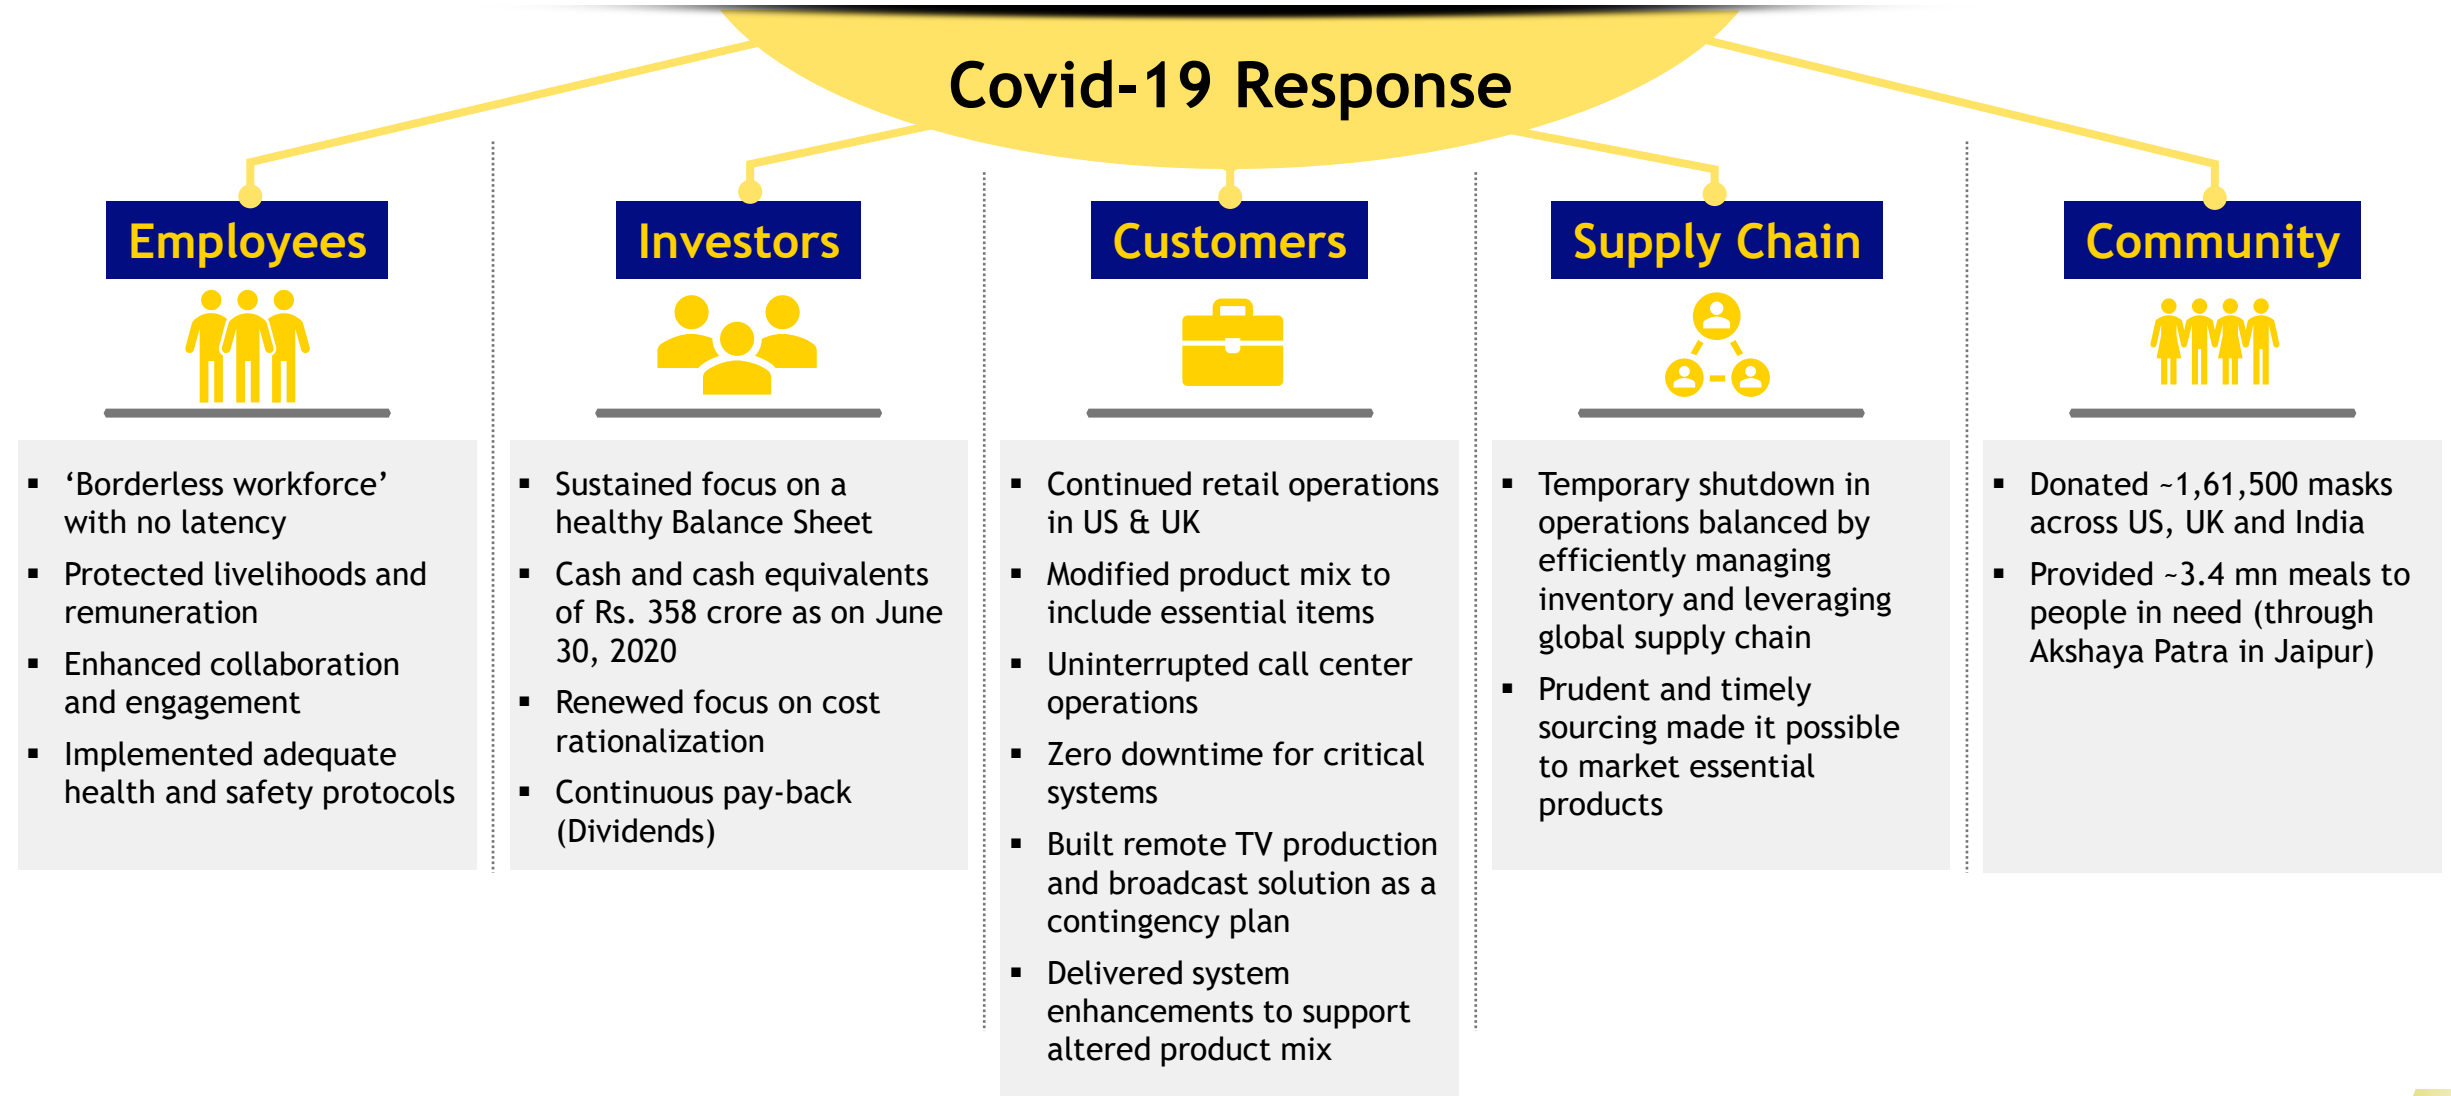 Covid-19 Response
Employees
▪ ‘Borderless workforce’
with no latency
▪ Protected livelihoods and
remuneration
▪ Enhanced collaboration
and engagement
▪ Implemented adequate
health and safety protocols
Investors
▪ Sustained focus on a
healthy Balance Sheet
▪ Cash and cash equivalents
of Rs. 358 crore as on June
30, 2020
▪ Renewed focus on cost
rationalization
▪ Continuous pay-back
(Dividends)
Customers
▪ Continued retail operations
in US & UK
▪ Modified product mix to
include essential items
▪ Uninterrupted call center
operations
▪ Zero downtime for critical
systems
▪ Built remote TV production
and broadcast solution as a
contingency plan
▪ Delivered system
enhancements to support
altered product mix
Supply Chain
▪ Temporary shutdown in
operations balanced by
efficiently managing
inventory and leveraging
global supply chain
▪ Prudent and timely
sourcing made it possible
to market essential
products
Community
▪ Donated ~1,61,500 masks
across US, UK and India
▪ Provided ~3.4 mn meals to
people in need (through
Akshaya Patra in Jaipur)